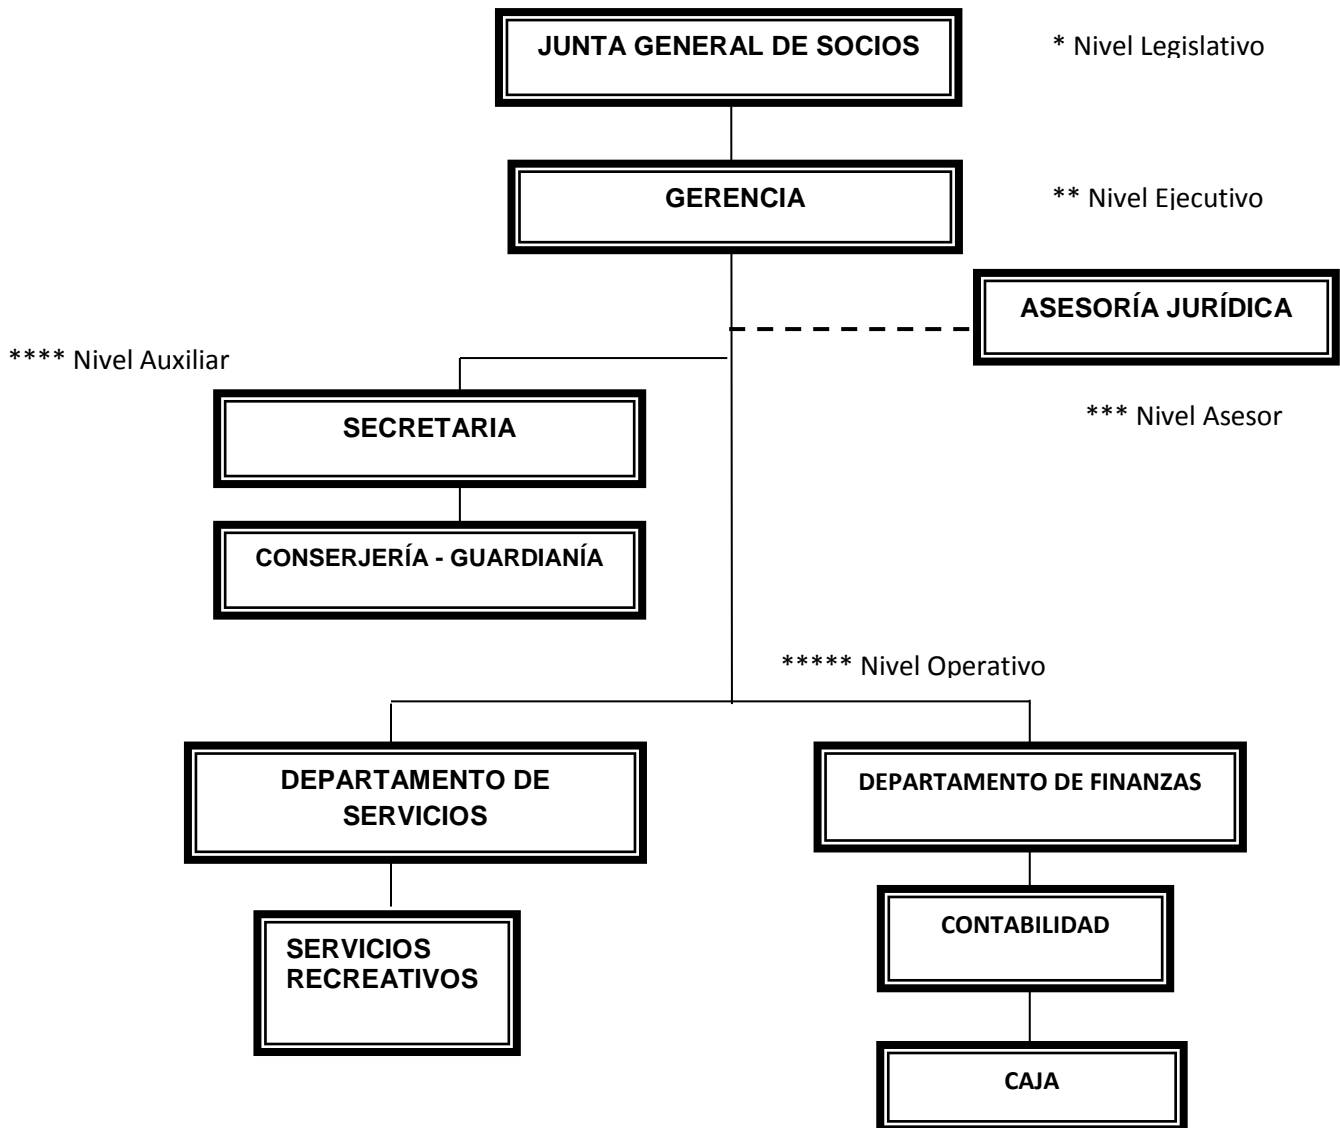 JUNTA GENERAL DE SOCIOS
* Nivel Legislativo
GERENCIA
** Nivel Ejecutivo
ASESORÍA JURÍDICA
**** Nivel Auxiliar
*** Nivel Asesor
SECRETARIA
CONSERJERÍA - GUARDIANÍA
***** Nivel Operativo
DEPARTAMENTO DE
SERVICIOS
DEPARTAMENTO DE FINANZAS
SERVICIOS
RECREATIVOS
CONTABILIDAD
CAJA